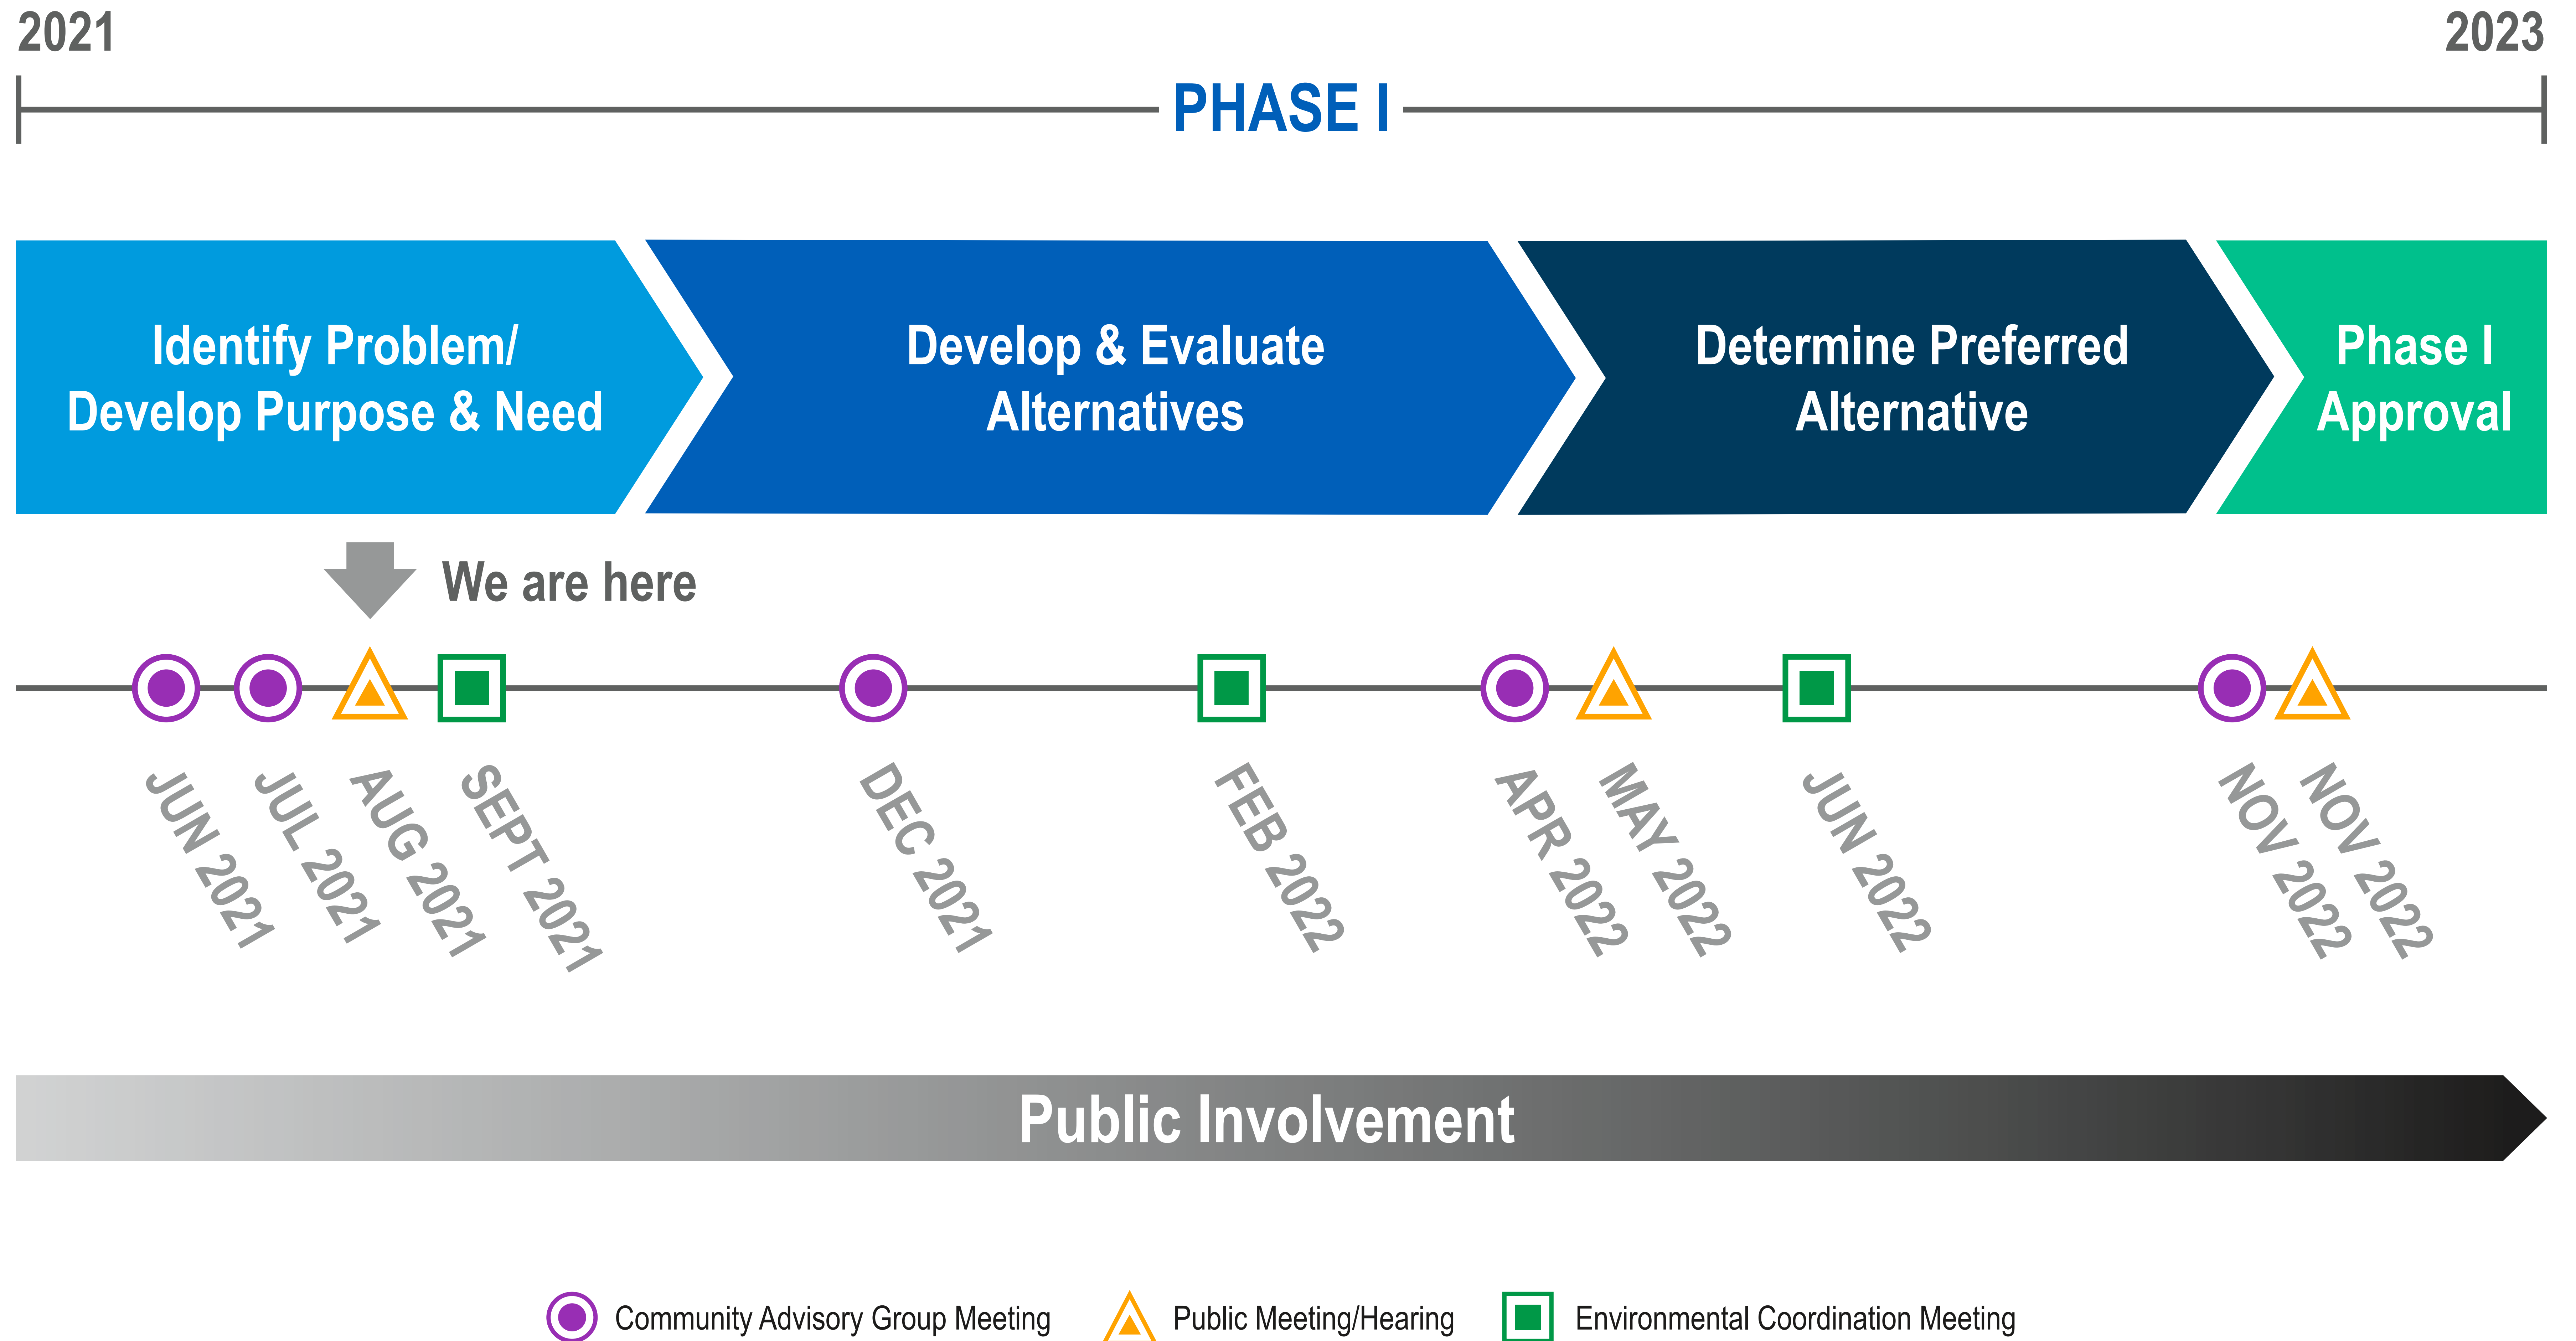 2021
2023
PHASE I
Identify Problem/
Develop Purpose & Need
Develop & Evaluate
Alternatives
Determine Preferred
Alternative
Phase I
Approval
We are here
JUN 2021
JUL 2021
AUG 2021
SEPT 2021
DEC 2021
FEB 2022
APR 2022
MAY 2022
JUN 2022
NOV 2022
NOV 2022
Public Involvement
Community Advisory Group Meeting
Public Meeting/Hearing
Environmental Coordination Meeting